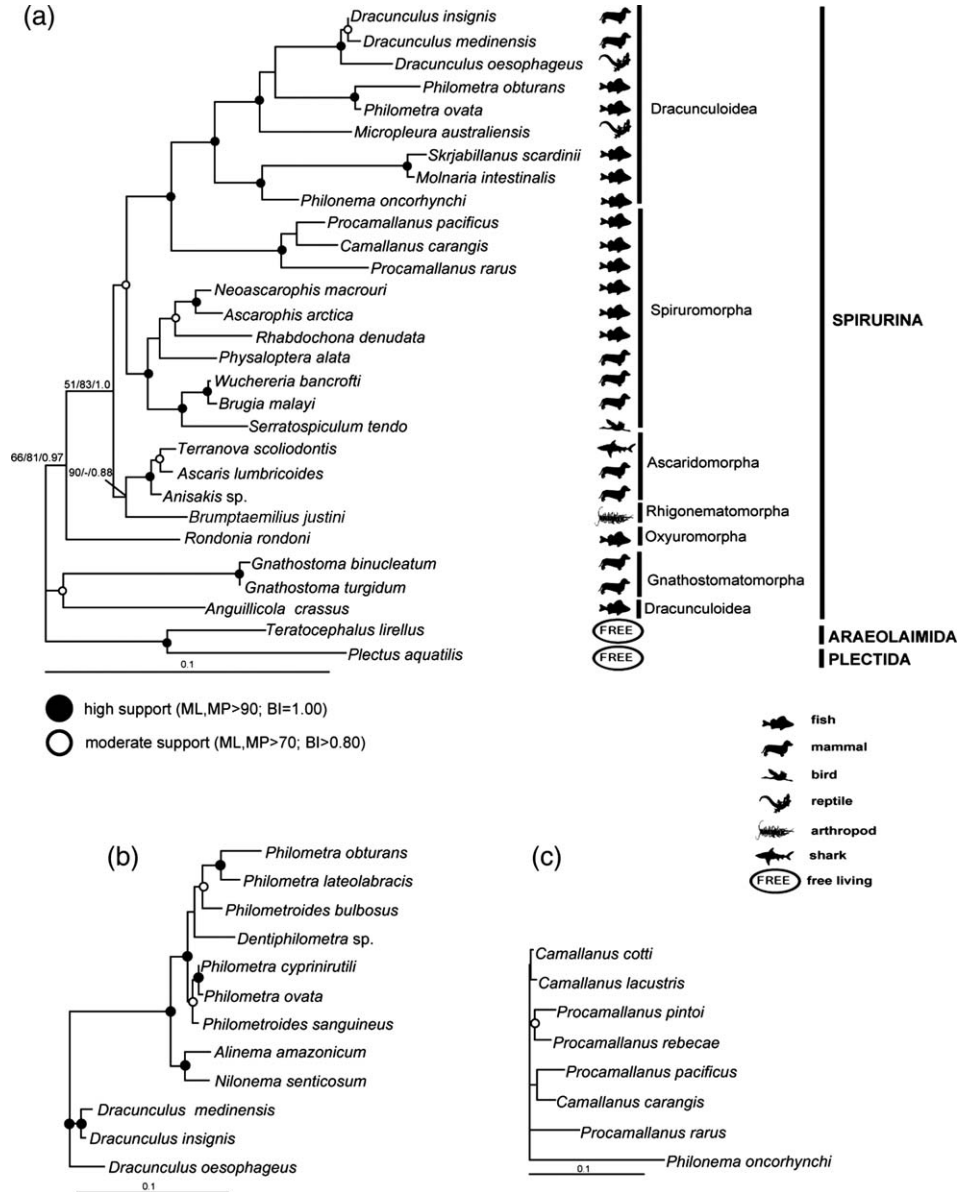 (a)
Dracunculus insignis
Dracunculus medinensis
Dracunculus oesophageus
Philometra obturans
Philometra ovata
Micropleura australiensis
Skrjabillanus scardinii
Molnaria intestinalis
Philonema oncorhynchi
Procamallanus pacificus
Camallanus carangis
Procamallanus rarus
Neoascarophis macrouri
Ascarophis arctica
Rhabdochona denudata
Physaloptera alata
Wuchereria bancrofti
Brugia malayi
Serratospiculum tendo
Terranova scoliodontis
Ascaris lumbricoides
Anisakis sp.
Brumptaemilius justini
Rondonia rondoni
Gnathostoma binucleatum
Gnathostoma turgidum
Anguillicola crassus
Teratocephalus lirellus
Plectus aquatilis
51/83/1.0
66/81/0.97
90/-/0.88
0.1
Dracunculoidea
Spiruromorpha
Ascaridomorpha
Rhigonematomorpha
Oxyuromorpha
Gnathostomatomorpha
Dracunculoidea
FREE
FREE
SPIRURINA
ARAEOLAIMIDA
PLECTIDA
high support (ML,MP>90; BI=1.00)
moderate support (ML,MP>70; BI>0.80)
fish
mammal
bird
reptile
arthropod
shark
FREE free living
(b)
Philometra obturans
Philometra lateolabracis
Philometroides bulbosus
Dentiphilometra sp.
Philometra cyprinirutili
Philometra ovata
Philometroides sanguineus
Alinema amazonicum
Nilonema senticosum
Dracunculus medinensis
Dracunculus insignis
Dracunculus oesophageus
0.1
(c)
Camallanus cotti
Camallanus lacustris
Procamallanus pintoi
Procamallanus rebecae
Procamallanus pacificus
Camallanus carangis
Procamallanus rarus
Philonema oncorhynchi
0.1